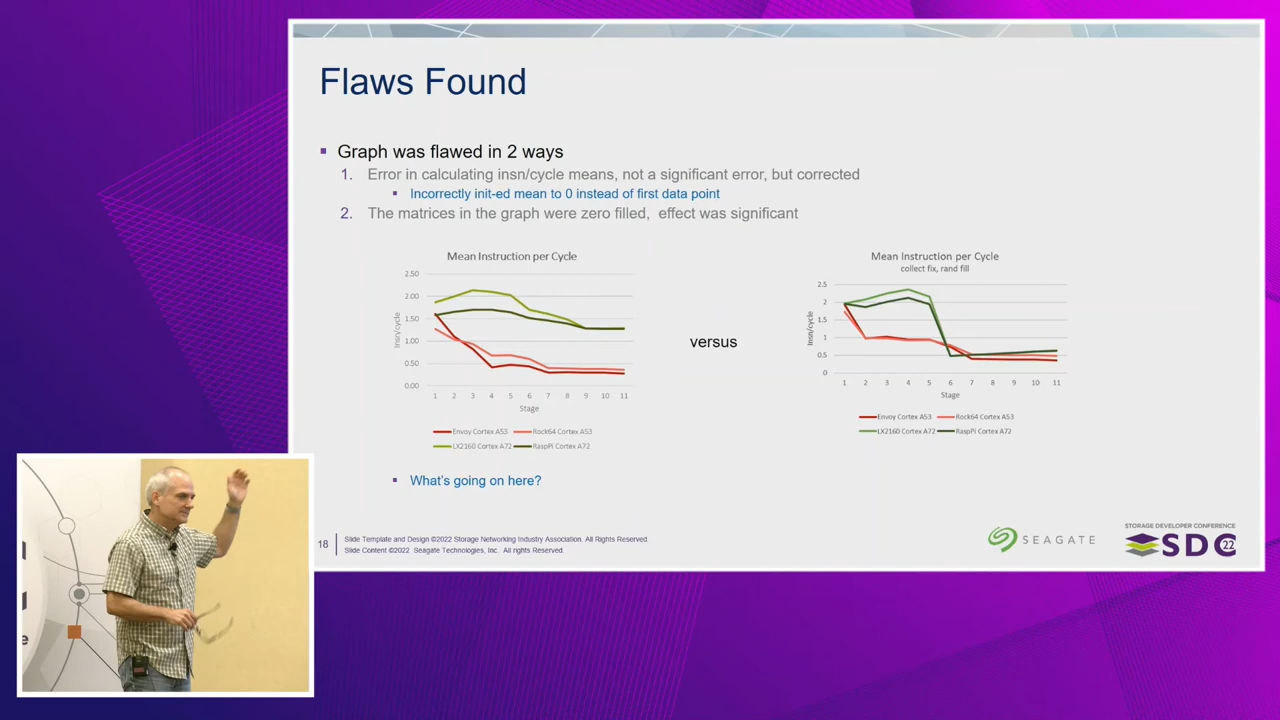 Flaws Found
Graph was flawed in 2 ways
1. Error in calculating insn/cycle means, not a significant error, but corrected
Incorrectly init-ed mean to 0 instead of first data point
2. The matrices in the graph were zero filled, effect was significant
Mean Instruction per Cycle
2.50
2.00
1.50
1.00
0.50
0.00
Insn/cycle
1 2 3 4 5 6 7 8 9 10 11
Stage
Envoy Cortex A53 Rock64 Cortex A53
LX2160 Cortex A72 RaspPi Cortex A72
versus
Mean Instruction per Cycle
collect fix, rand fill
2.5
2
1.5
1
0.5
0
Insn/cycle
1 2 3 4 5 6 7 8 9 10 11
Stage
Envoy Cortex A53 Rock64 Cortex A53
LX2160 Cortex A72 RaspPi Cortex A72
What's going on here?
18
Slide Template and Design ©2022 Storage Networking Industry Association. All Rights Reserved.
Slide Content ©2022 Seagate Technologies, Inc. All rights Reserved.
SEAGATE
STORAGE DEVELOPER CONFERENCE
SDC 22